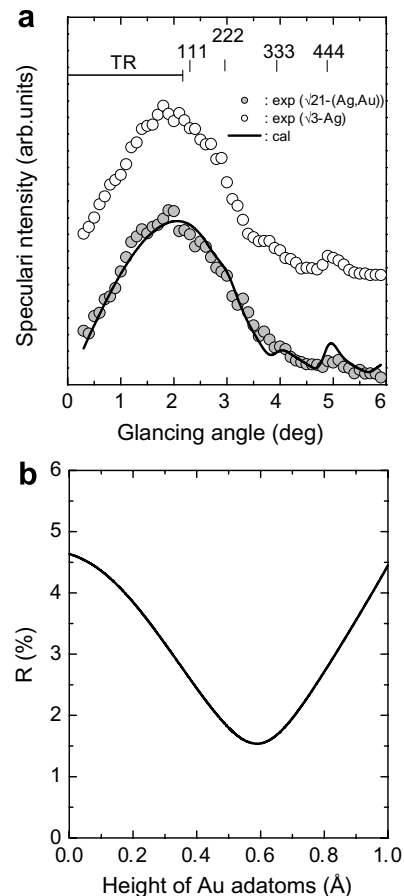 a
222
111
333
444
TR
: exp (√21-(Ag,Au))
: exp (√3-Ag)
: cal
Speculari ntensity (arb.units)
0 1 2 3 4 5 6
Glancing angle (deg)
b
6
5
4
3
2
1
0
R (%)
0.0 0.2 0.4 0.6 0.8 1.0
Height of Au adatoms (Å)